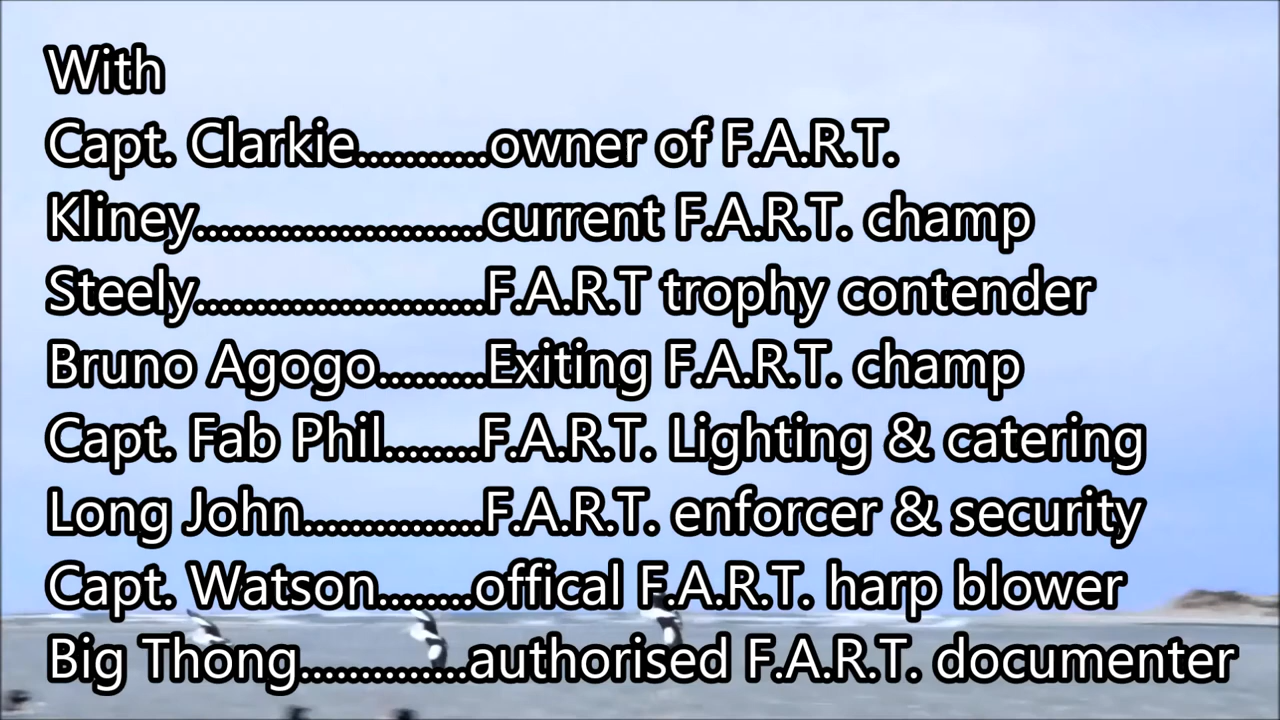 With
Capt. Clarkie...........owner of F.A.R.T.
Kliney.........................current F.A.R.T. champ
Steely.........................F.A.R.T trophy contender
Bruno Agogo.........Exiting F.A.R.T. champ
Capt. Fab Phil........F.A.R.T. Lighting & catering
Long John...............F.A.R.T. enforcer & security
Capt. Watson........offical F.A.R.T. harp blower
Big Thong..............authorised F.A.R.T. documenter